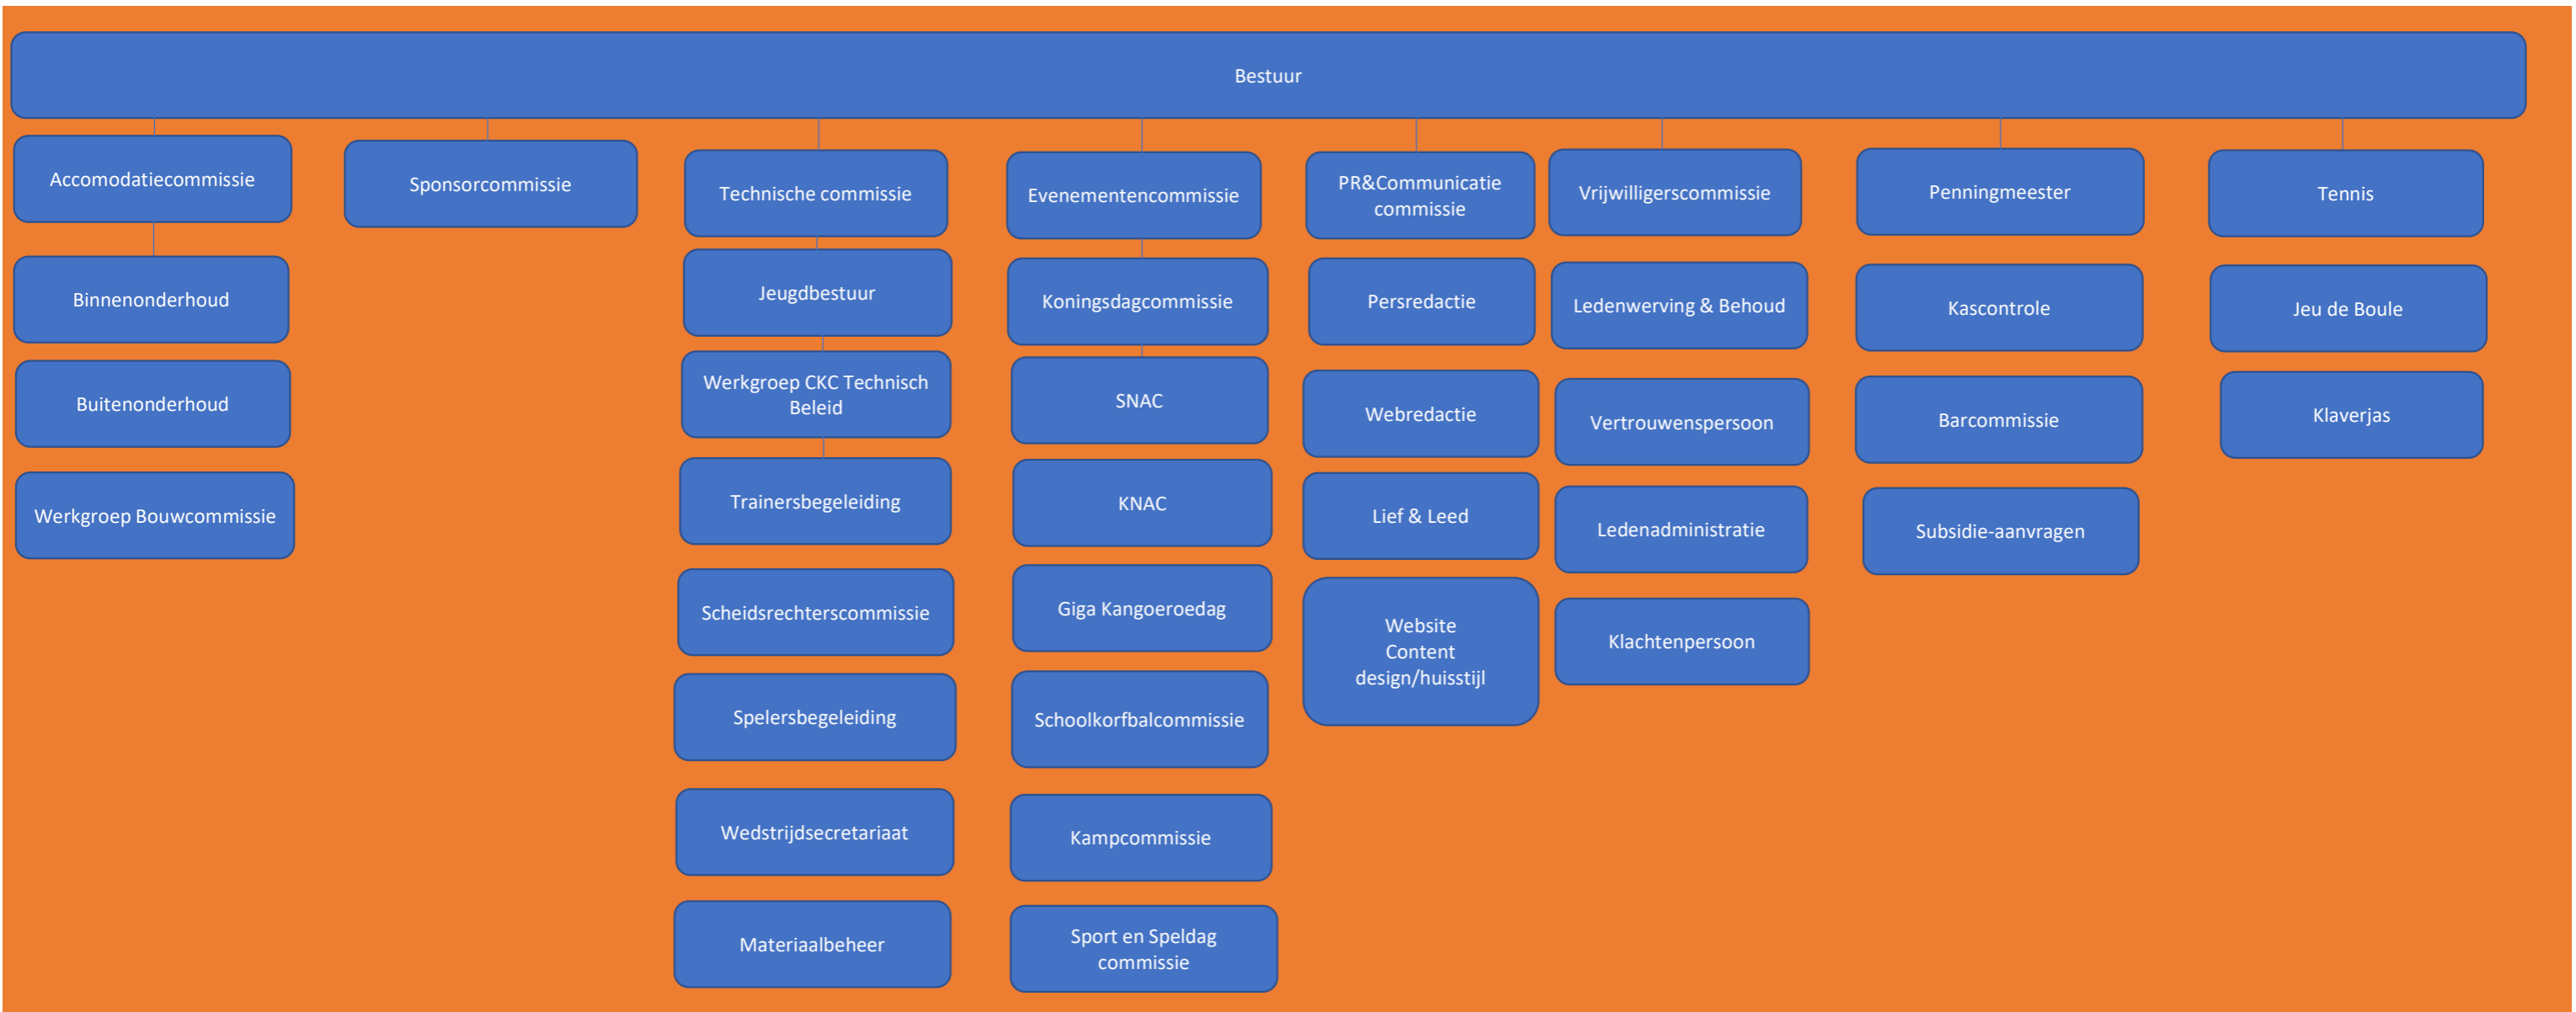 Bestuur
Accomodatiecommissie
Binnenonderhoud
Buitenonderhoud
Werkgroep Bouwcommissie
Sponsorcommissie
Technische commissie
Jeugdbestuur
Werkgroep CKC Technisch
Beleid
Trainersbegeleiding
Scheidsrechterscommissie
Spelersbegeleiding
Wedstrijdsecretariaat
Materiaalbeheer
Evenementencommissie
Koningsdagcommissie
SNAC
KNAC
Giga Kangoeroedag
Schoolkorfbalcommissie
Kampcommissie
Sport en Speldag
commissie
PR&Communicatie
commissie
Persredactie
Webredactie
Lief & Leed
Website
Content
design/huisstijl
Vrijwilligerscommissie
Ledenwerving & Behoud
Vertrouwenspersoon
Ledenadministratie
Klachtenpersoon
Penningmeester
Kascontrole
Barcommissie
Subsidie-aanvragen
Tennis
Jeu de Boule
Klaverjas